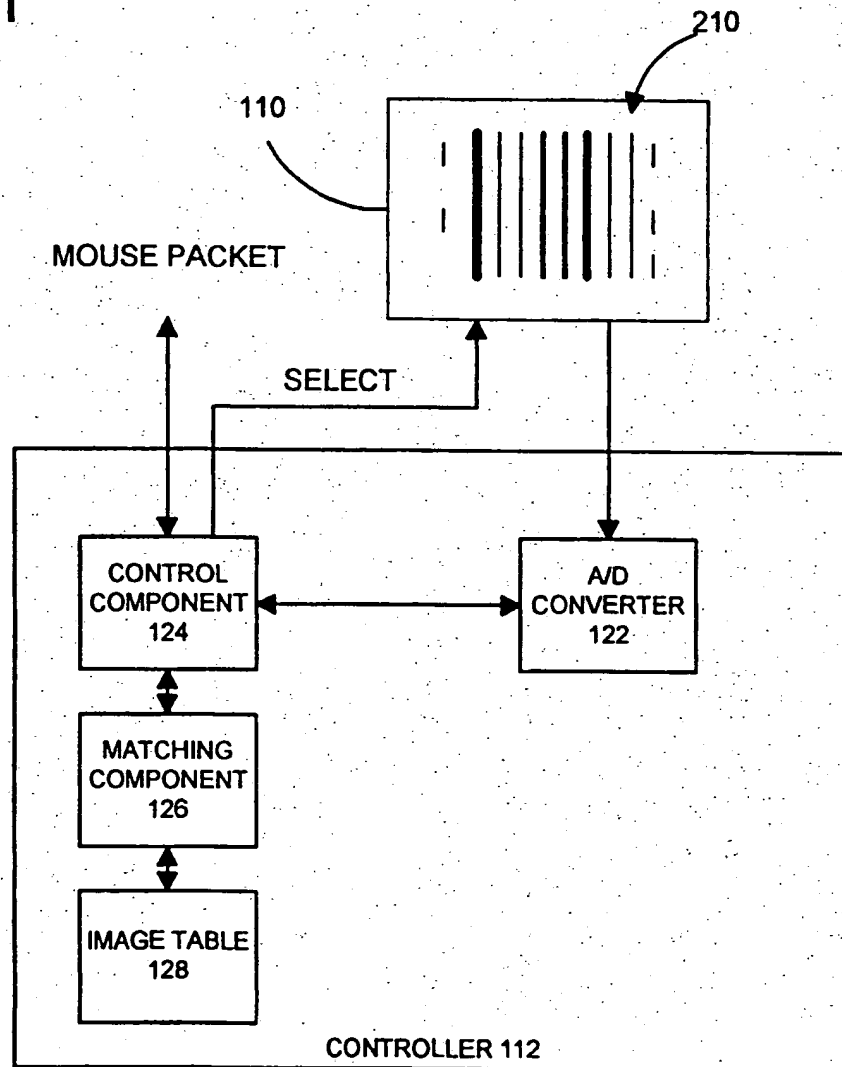 210
110
MOUSE PACKET
SELECT
CONTROL
COMPONENT
124
A/D
CONVERTER
122
MATCHING
COMPONENT
126
IMAGE TABLE
128
CONTROLLER 112